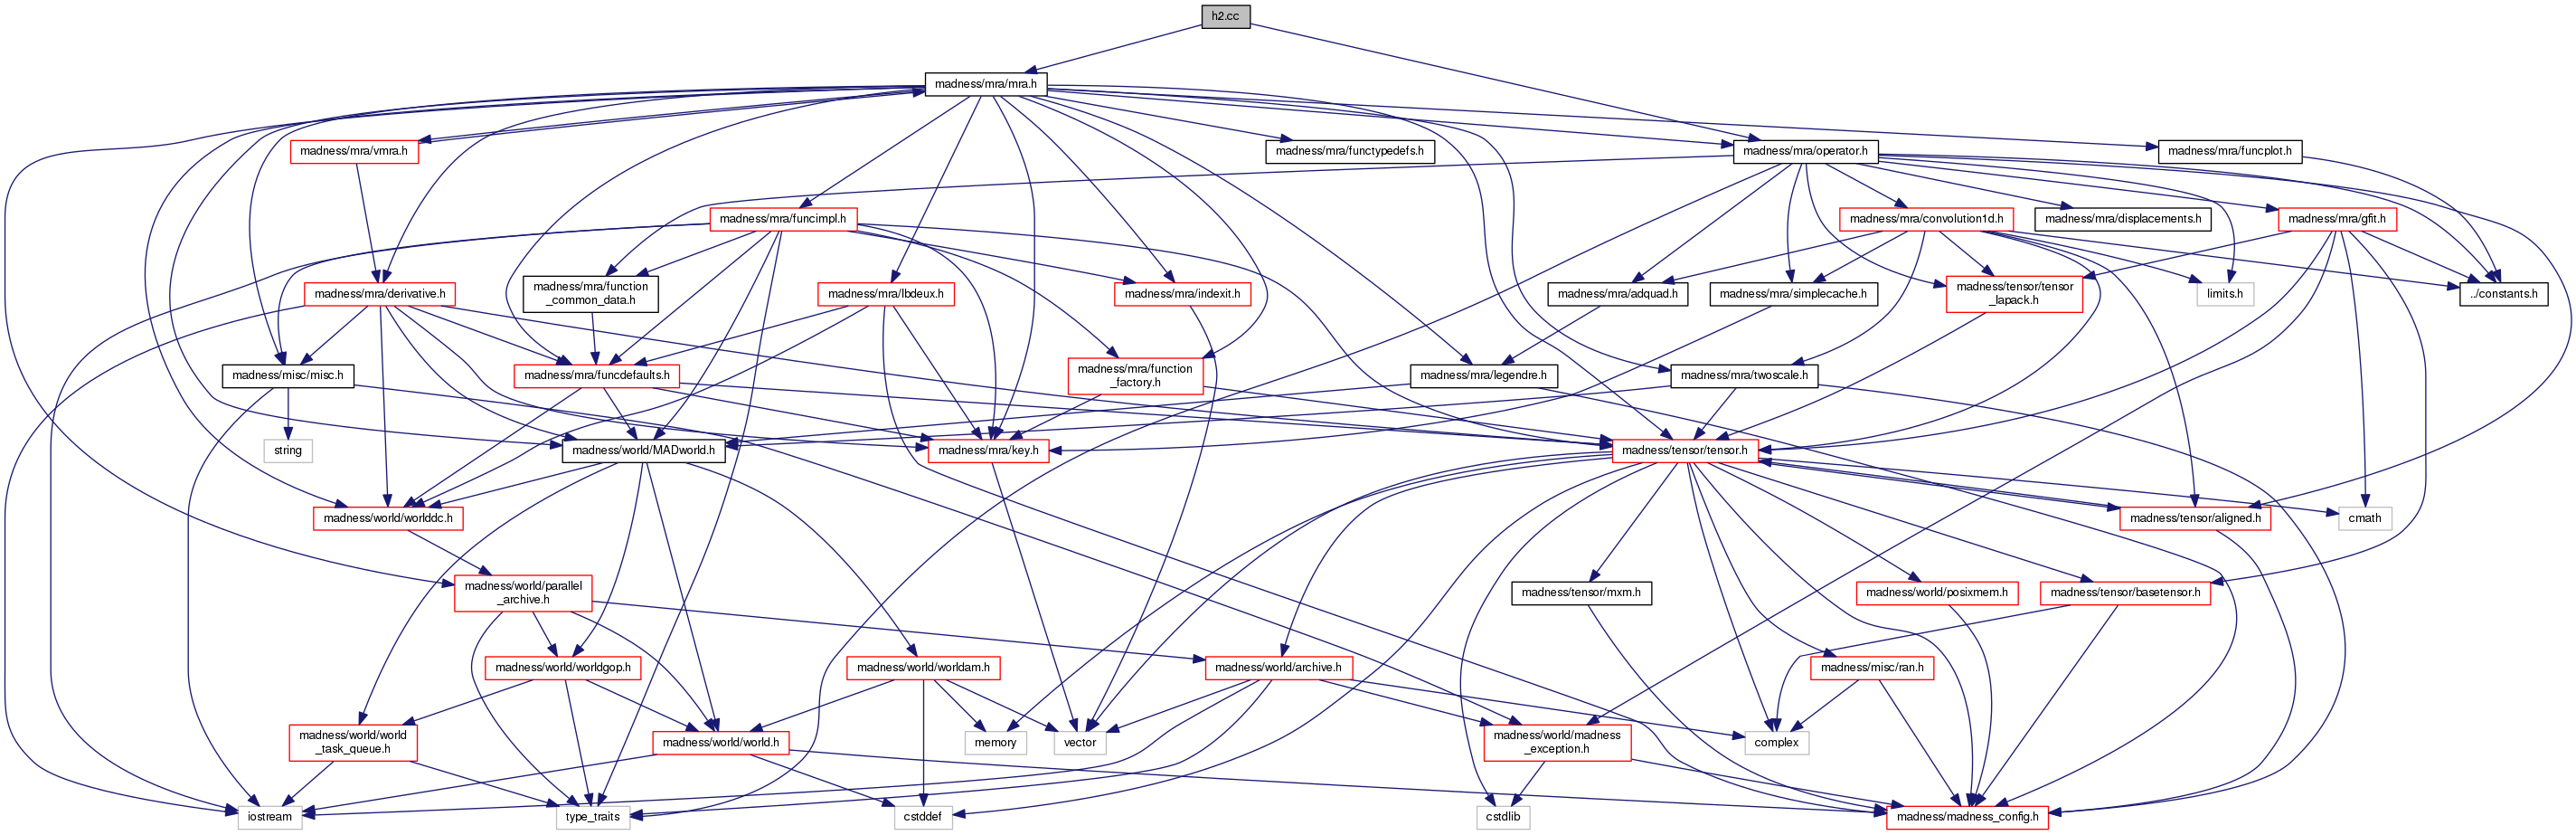 h2.cc
madness/mra/mra.h
madness/mra/vmra.h
madness/mra/functypedefs.h
madness/mra/operator.h
madness/mra/funcplot.h
madness/mra/funcimpl.h
madness/mra/convolution1d.h
madness/mra/displacements.h
madness/mra/gfit.h
madness/mra/derivative.h
madness/mra/function
_common_data.h
madness/mra/lbdeux.h
madness/mra/indexit.h
madness/mra/adquad.h
madness/mra/simplecache.h
madness/tensor/tensor
_lapack.h
limits.h
../constants.h
madness/misc/misc.h
madness/mra/funcdefaults.h
madness/mra/function
_factory.h
madness/mra/legendre.h
madness/mra/twoscale.h
string
madness/world/MADworld.h
madness/mra/key.h
madness/tensor/tensor.h
madness/world/worlddc.h
madness/tensor/aligned.h
cmath
madness/world/parallel
_archive.h
madness/tensor/mxm.h
madness/world/posixmem.h
madness/tensor/basetensor.h
madness/world/worldgop.h
madness/world/worldam.h
madness/world/archive.h
madness/misc/ran.h
madness/world/world
_task_queue.h
madness/world/world.h
memory
vector
madness/world/madness
_exception.h
complex
iostream
type_traits
cstddef
cstdlib
madness/madness_config.h